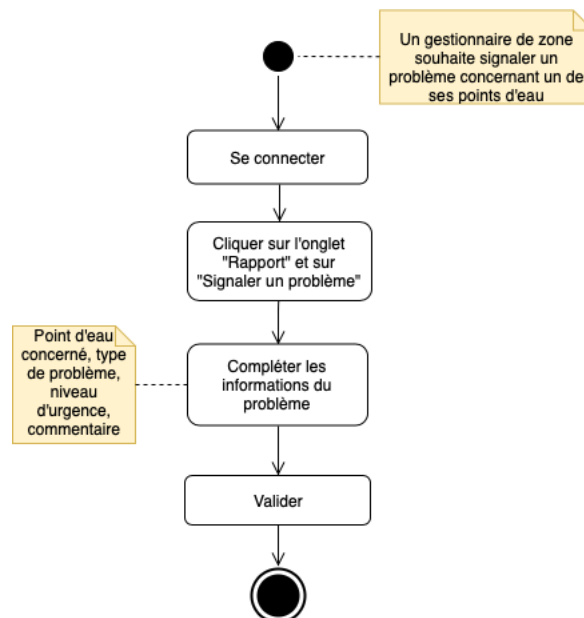 Un gestionnaire de zone
souhaite signaler un
problème concernant un de
ses points d'eau
Se connecter
Cliquer sur l'onglet
"Rapport" et sur
"Signaler un problème"
Point d'eau
concerné, type
de problème,
niveau
d'urgence,
commentaire
Compléter les
informations du
problème
Valider